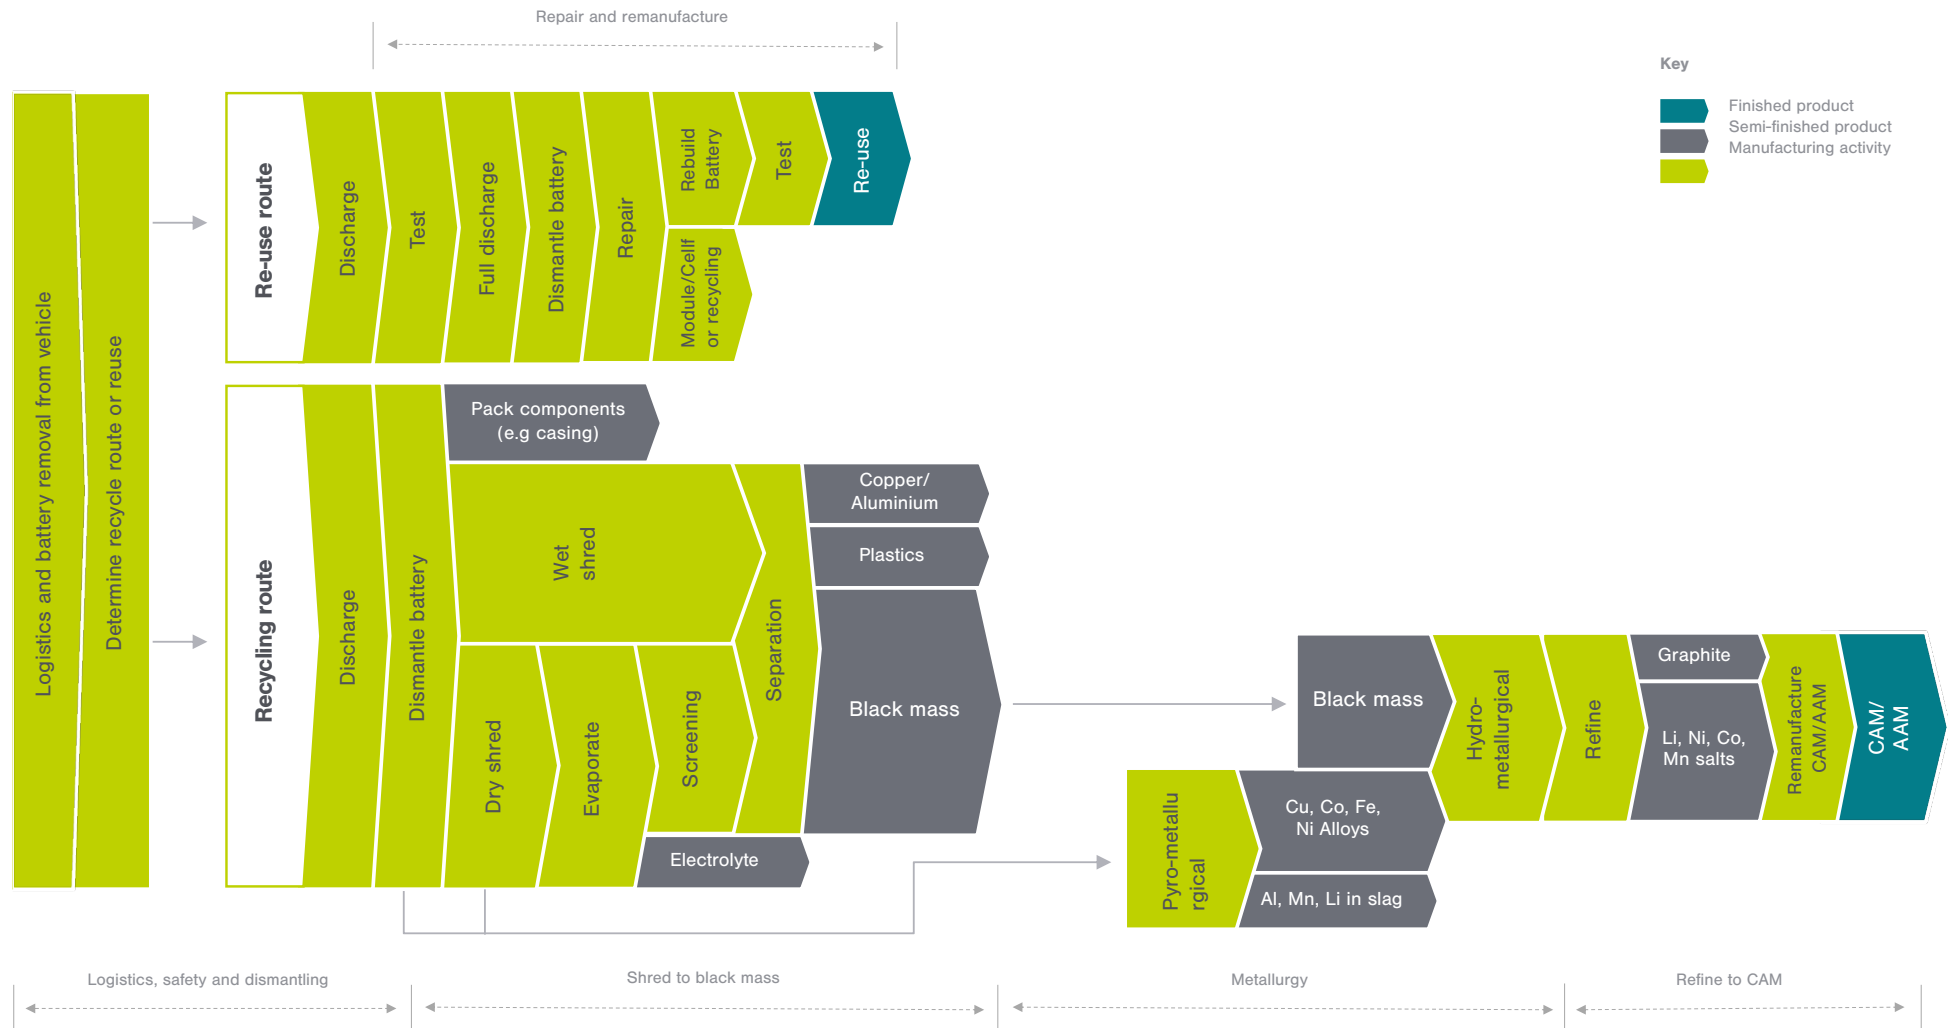 Repair and remanufacture
Key
Finished product
Semi-finished product
Manufacturing activity
Logistics and battery removal from vehicle
Determine recycle route or reuse
Re-use route
Discharge
Test
Full discharge
Dismantle battery
Repair
Rebuild
Battery
Test
Re-use
Module/Cellf
or recycling
Recycling route
Discharge
Dismantle battery
Pack components
(e.g casing)
Wet
shred
Dry shred
Evaporate
Screening
Separation
Electrolyte
Copper/
Aluminium
Plastics
Black mass
Black mass
Pyro-metallu
rgical
Cu, Co, Fe,
Ni Alloys
Al, Mn, Li in slag
Hydro-
metallurgical
Refine
Graphite
Li, Ni, Co,
Mn salts
Remanufacture
CAM/AAM
CAM/
AAM
Logistics, safety and dismantling
Shred to black mass
Metallurgy
Refine to CAM